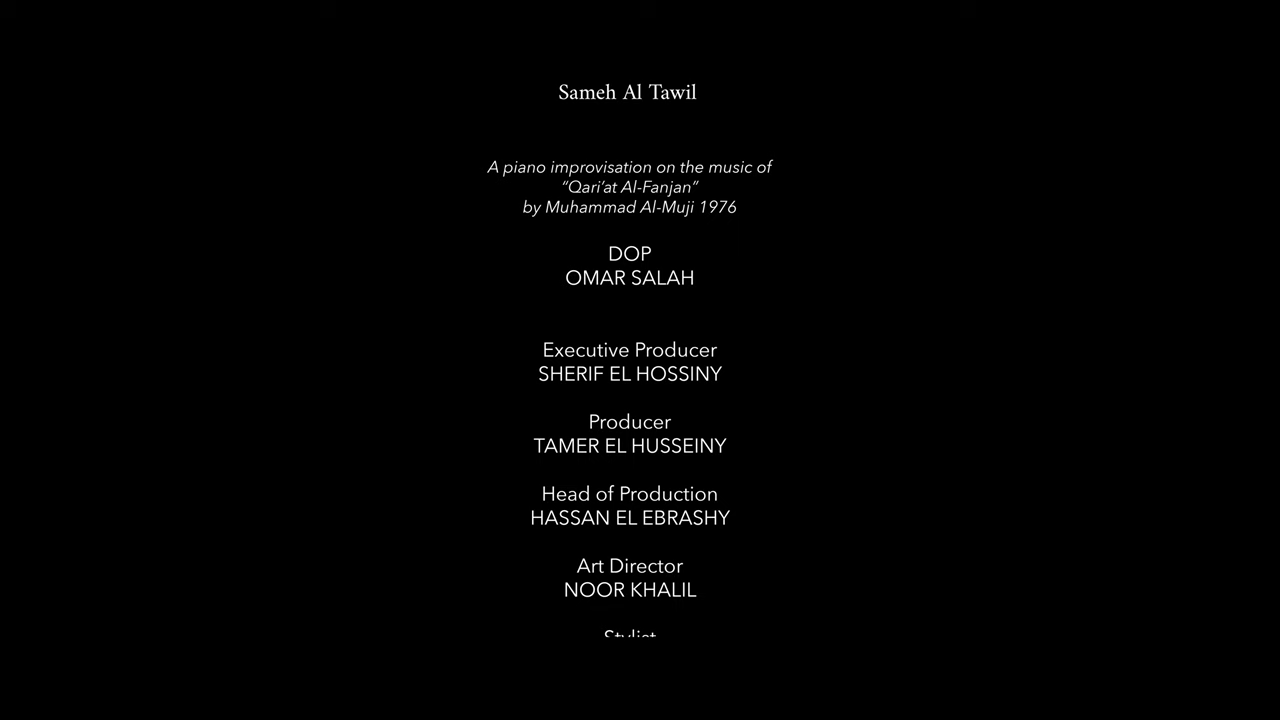 Sameh Al Tawil
A piano improvisation on the music of
“Qari’at Al-Fanjan”
by Muhammad Al-Muji 1976
DOP
OMAR SALAH
Executive Producer
SHERIF EL HOSSINY
Producer
TAMER EL HUSSEINY
Head of Production
HASSAN EL EBRASHY
Art Director
NOOR KHALIL
Stylist